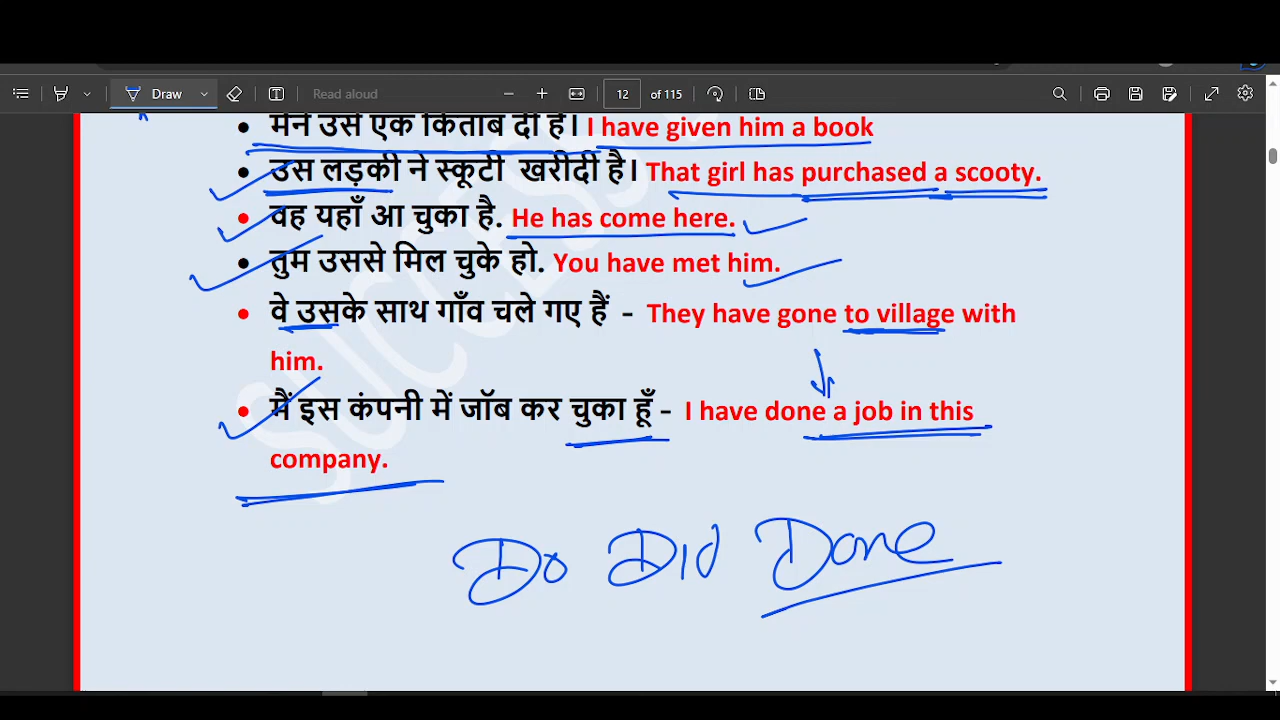 Draw
Read aloud
12 of 115
• मैंने उसे एक किताब दी है। I have given him a book
• उस लड़की ने स्कूटी खरीदी है। That girl has purchased a scooty.
• वह यहाँ आ चुका है. He has come here.
• तुम उससे मिल चुके हो. You have met him.
• वे उसके साथ गाँव चले गए हैं - They have gone to village with
him.
• मैं इस कंपनी में जॉब कर चुका हूँ - I have done a job in this
company.
Do Did Done
SUCCESS